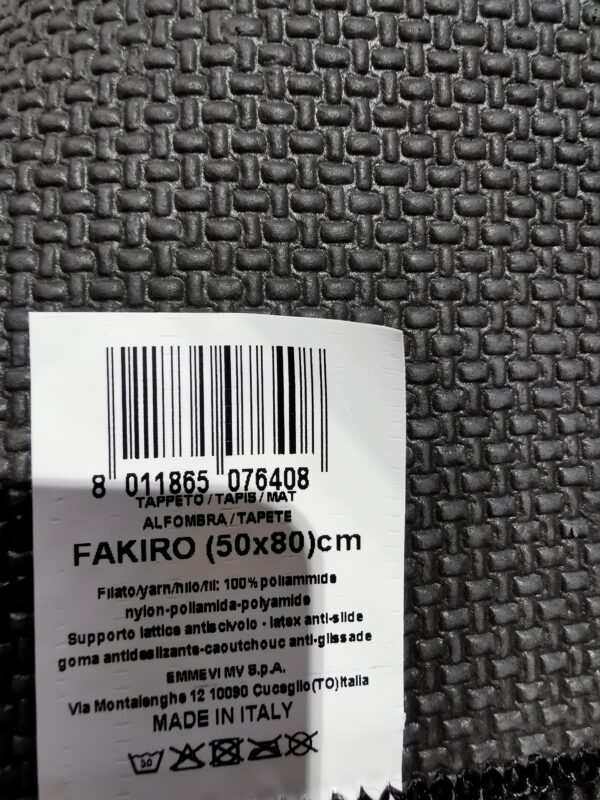 8 011865 076408
TAPPETO / TAPIS / MAT
ALFOMBRA / TAPETE
FAKIRO (50x80)cm
Filato/yarn/hilo/fil: 100% poliammide
nylon-poliamida-polyamide
Supporto lattice antiscivolo - latex anti-slide
goma antideslizante-caoutchouc anti-glissade
EMMEVI MV S.p.A.
Via Montalenghe 12 10090 Cuceglio(TO)Italia
MADE IN ITALY
30